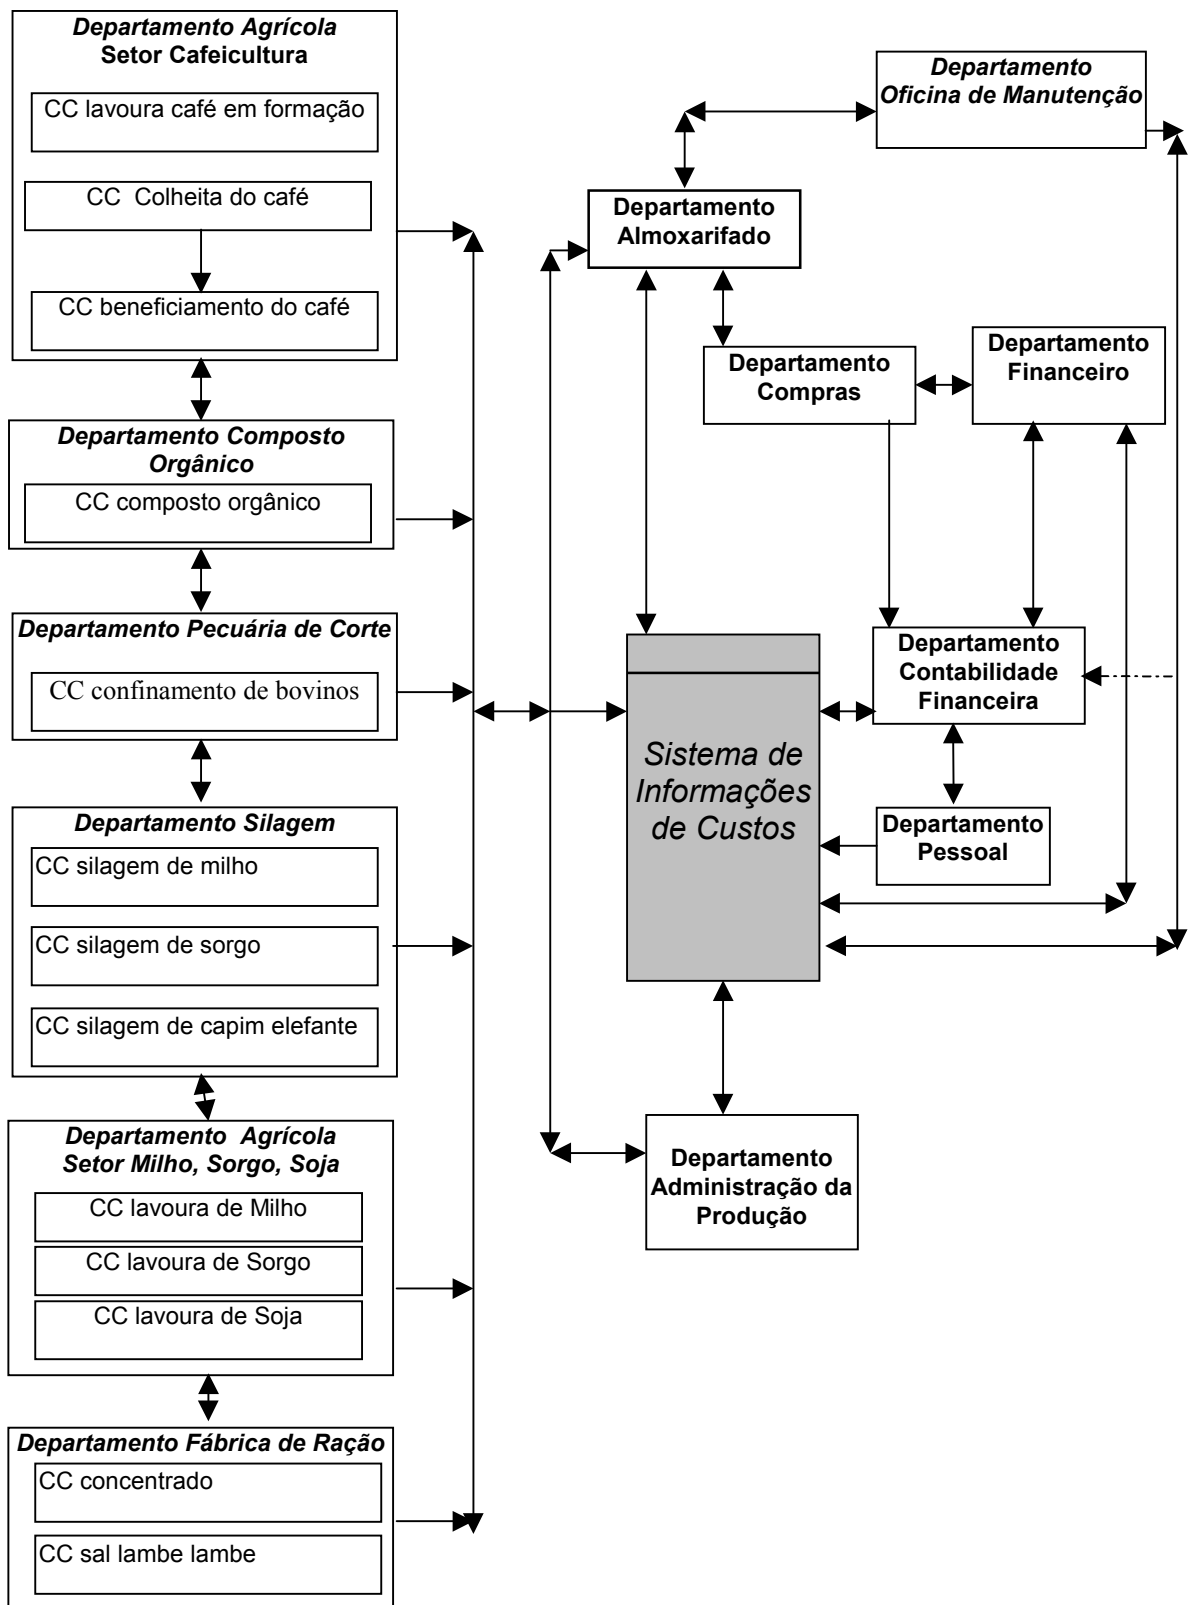 Departamento Agrícola
Setor Cafeicultura
CC lavoura café em formação
CC Colheita do café
CC beneficiamento do café
Departamento Composto
Orgânico
CC composto orgânico
Departamento Pecuária de Corte
CC confinamento de bovinos
Departamento Silagem
CC silagem de milho
CC silagem de sorgo
CC silagem de capim elefante
Departamento Agrícola
Setor Milho, Sorgo, Soja
CC lavoura de Milho
CC lavoura de Sorgo
CC lavoura de Soja
Departamento Fábrica de Ração
CC concentrado
CC sal lambe lambe
Departamento
Oficina de Manutenção
Departamento
Almoxarifado
Departamento
Compras
Departamento
Financeiro
Departamento
Contabilidade
Financeira
Sistema de
Informações
de Custos
Departamento
Pessoal
Departamento
Administração da
Produção